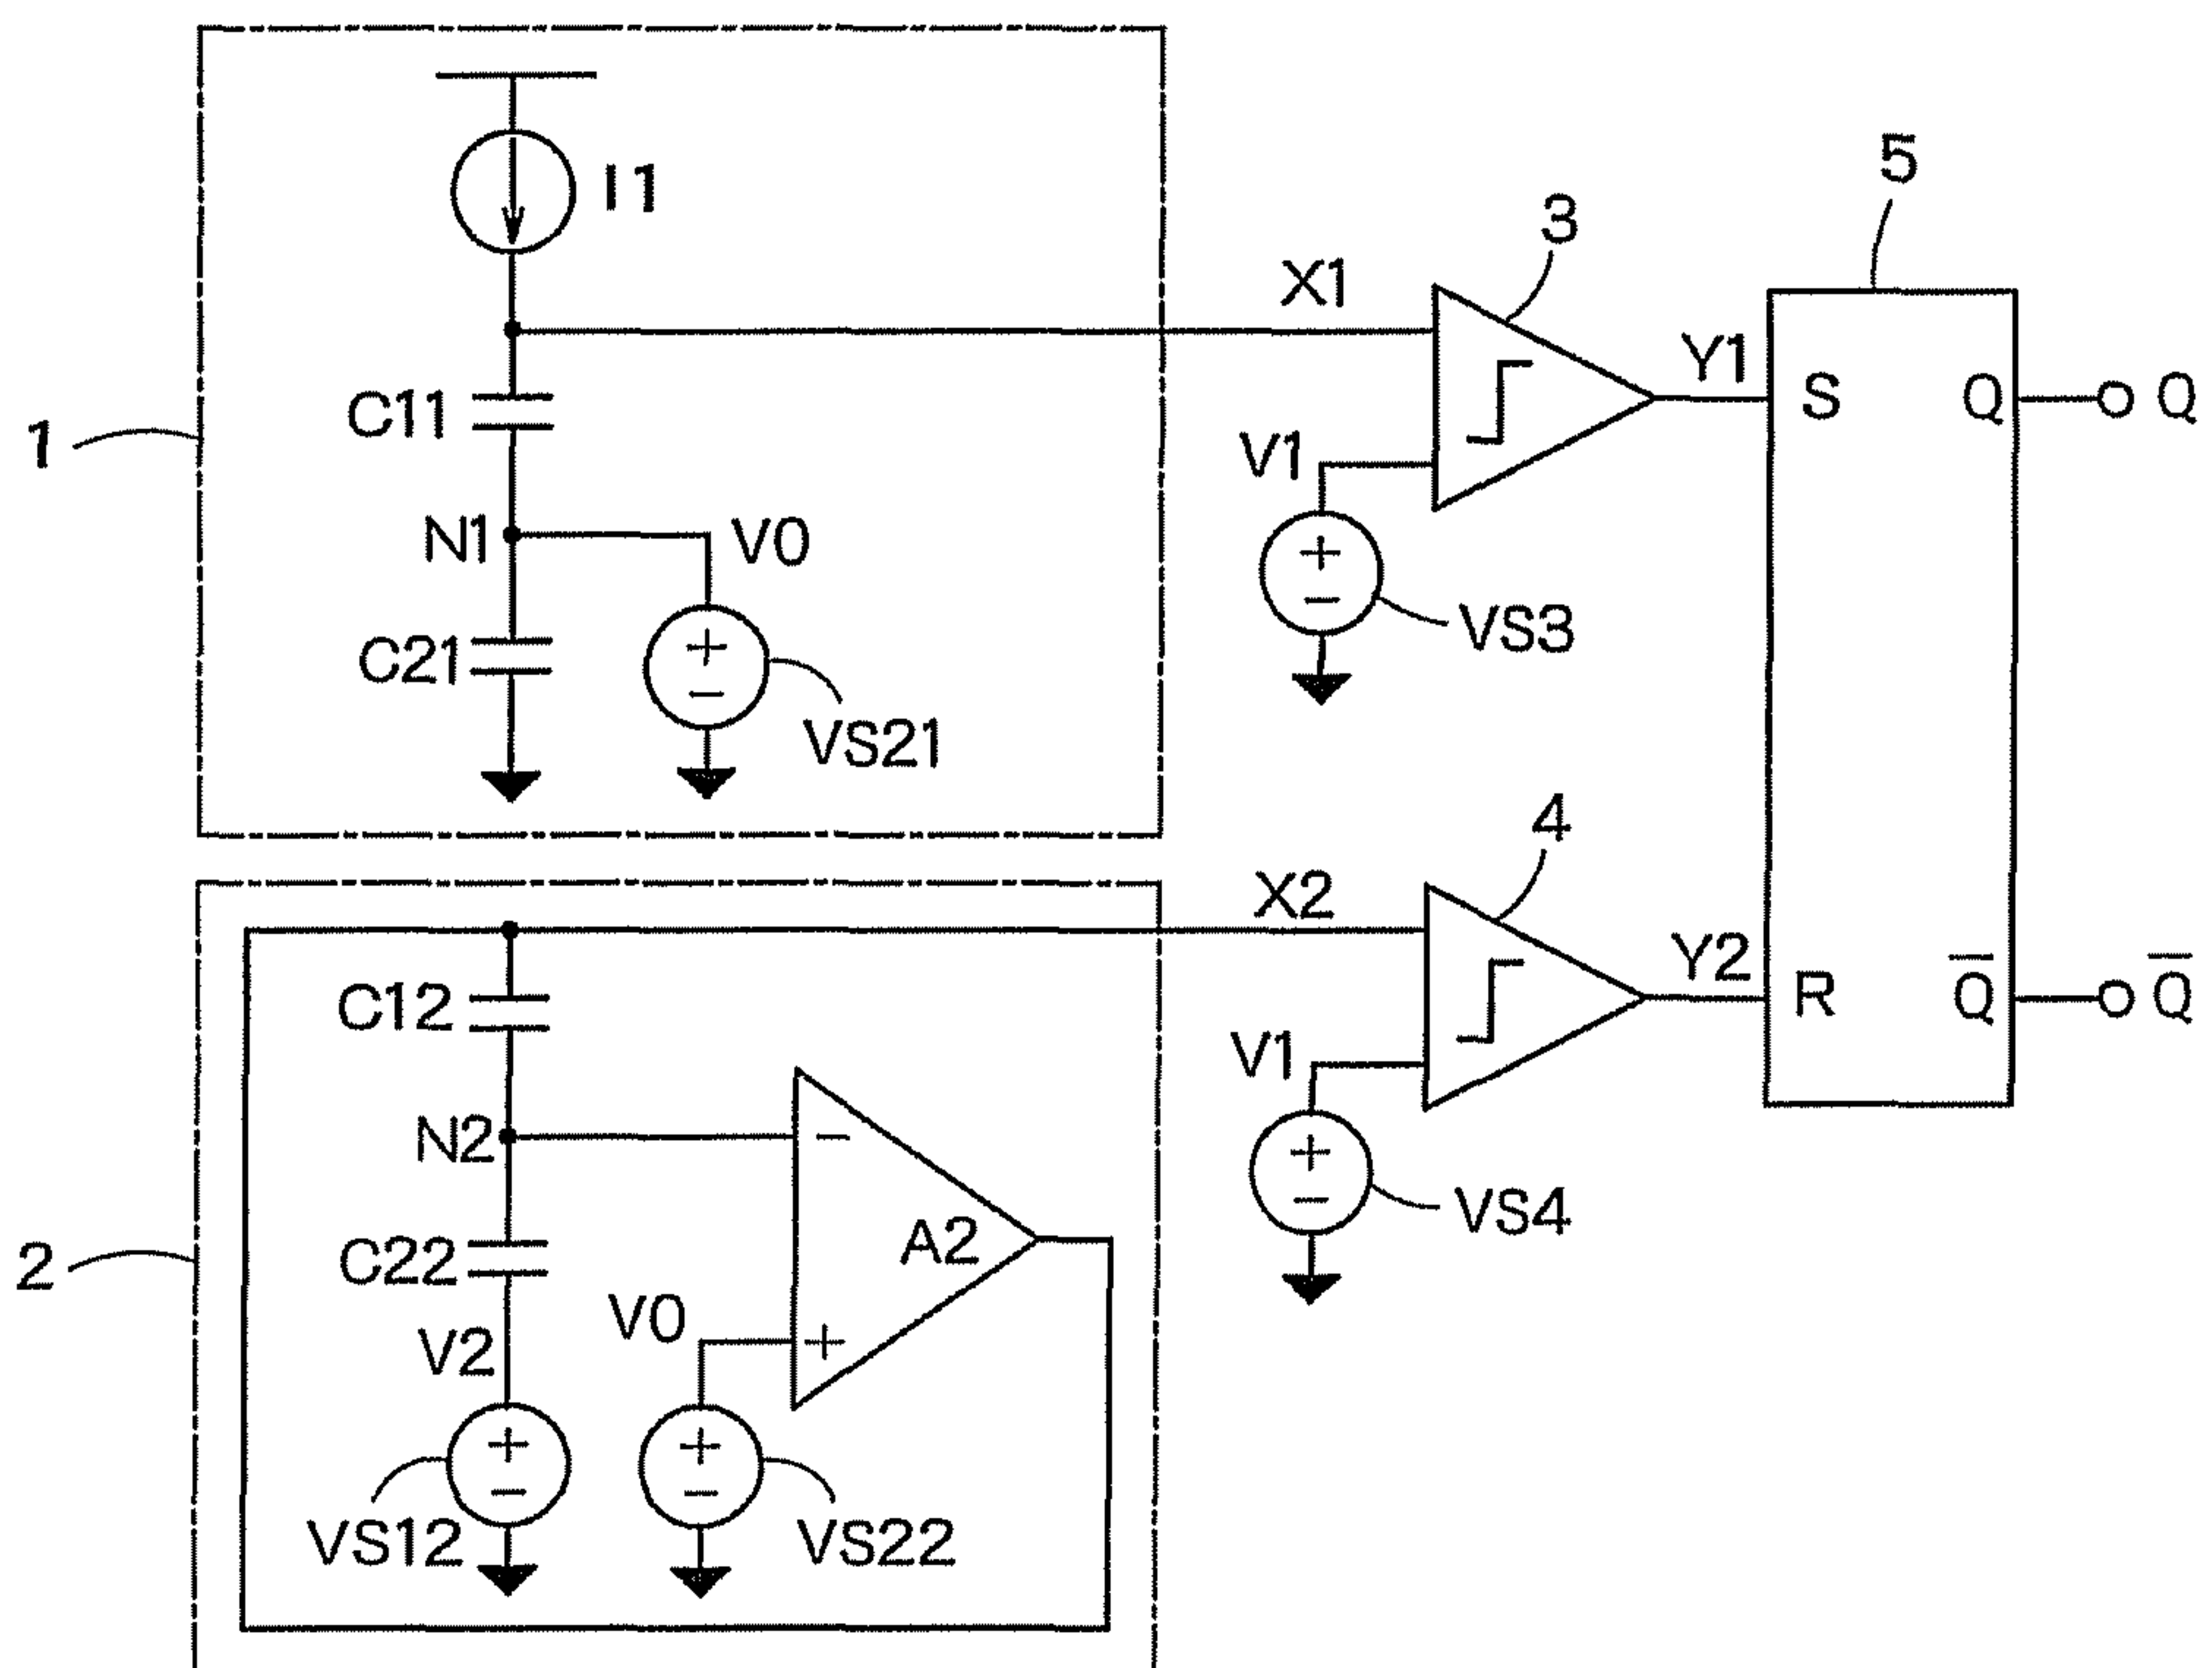 1
I1
X1
3
5
C11
Y1
S
Q
Q
V1
+
−
VS3
N1
V0
C21
+
−
VS21
2
X2
4
C12
Y2
R
Q̅
Q̅
V1
+
−
VS4
N2
−
A2
+
C22
V0
V2
+
−
VS12
+
−
VS22